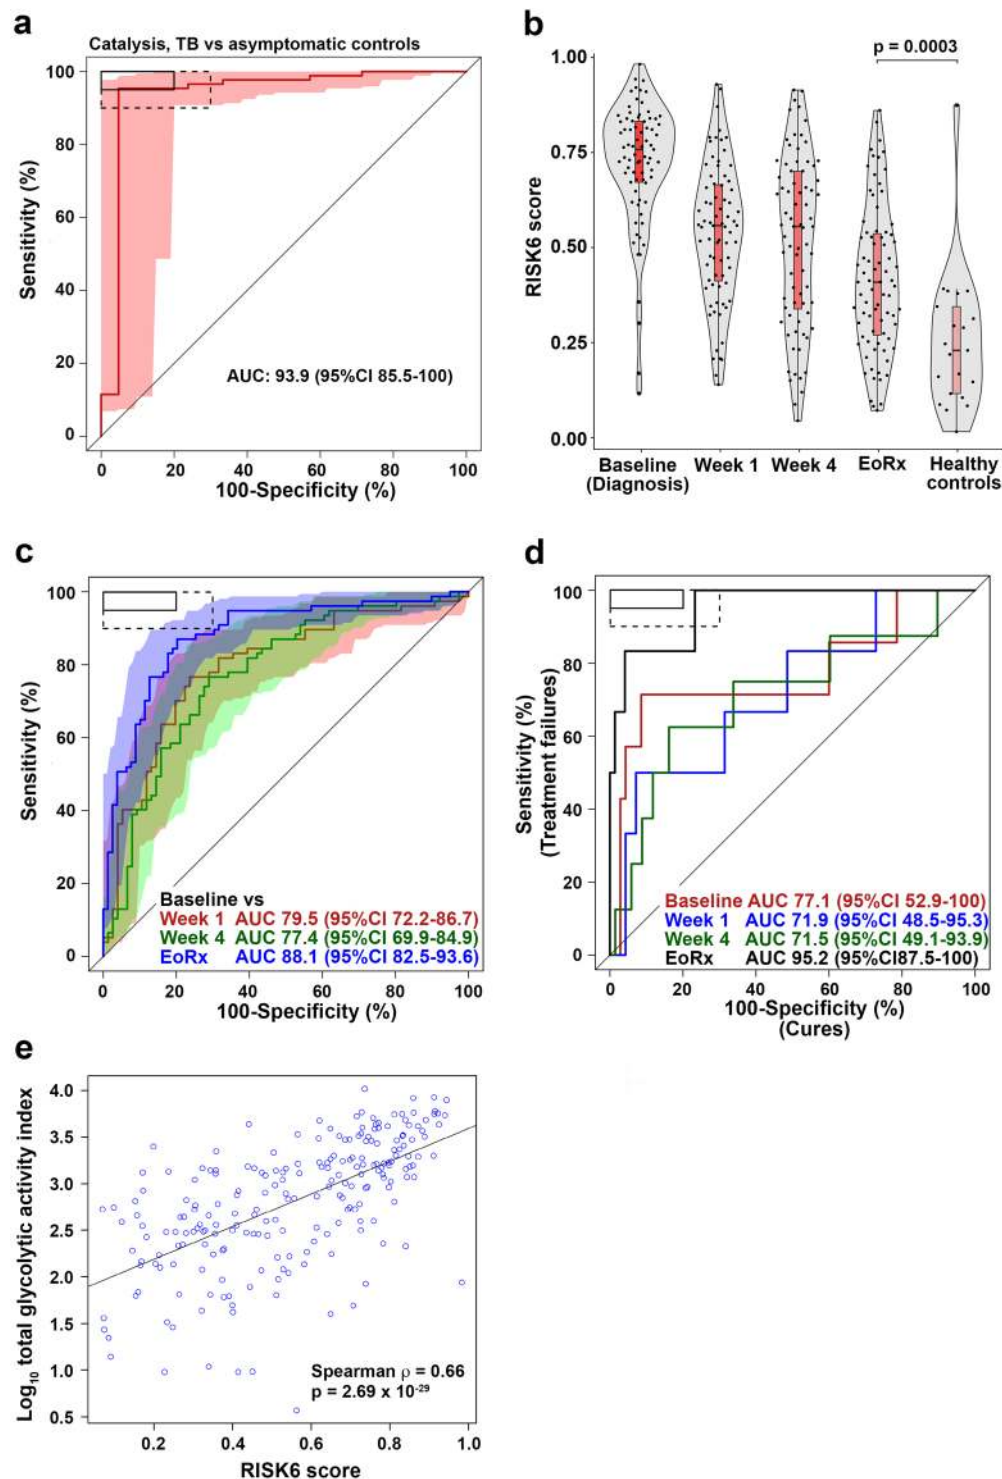 a
Catalysis, TB vs asymptomatic controls
100
80
60
40
20
0
Sensitivity (%)
AUC: 93.9 (95%CI 85.5-100)
0 20 40 60 80 100
100-Specificity (%)
b
p = 0.0003
1.00
0.75
0.50
0.25
0.00
RISK6 score
Baseline Week 1 Week 4 EoRx Healthy
(Diagnosis) controls
c
100
80
60
40
20
0
Sensitivity (%)
Baseline vs
Week 1 AUC 79.5 (95%CI 72.2-86.7)
Week 4 AUC 77.4 (95%CI 69.9-84.9)
EoRx AUC 88.1 (95%CI 82.5-93.6)
0 20 40 60 80 100
100-Specificity (%)
d
100
80
60
40
20
0
Sensitivity (%)
(Treatment failures)
Baseline AUC 77.1 (95%CI 52.9-100)
Week 1 AUC 71.9 (95%CI 48.5-95.3)
Week 4 AUC 71.5 (95%CI 49.1-93.9)
EoRx AUC 95.2 (95%CI87.5-100)
0 20 40 60 80 100
100-Specificity (%)
(Cures)
e
4.0
3.5
3.0
2.5
2.0
1.5
1.0
0.5
Log₁₀ total glycolytic activity index
Spearman ρ = 0.66
p = 2.69 x 10⁻²⁹
0.2 0.4 0.6 0.8 1.0
RISK6 score